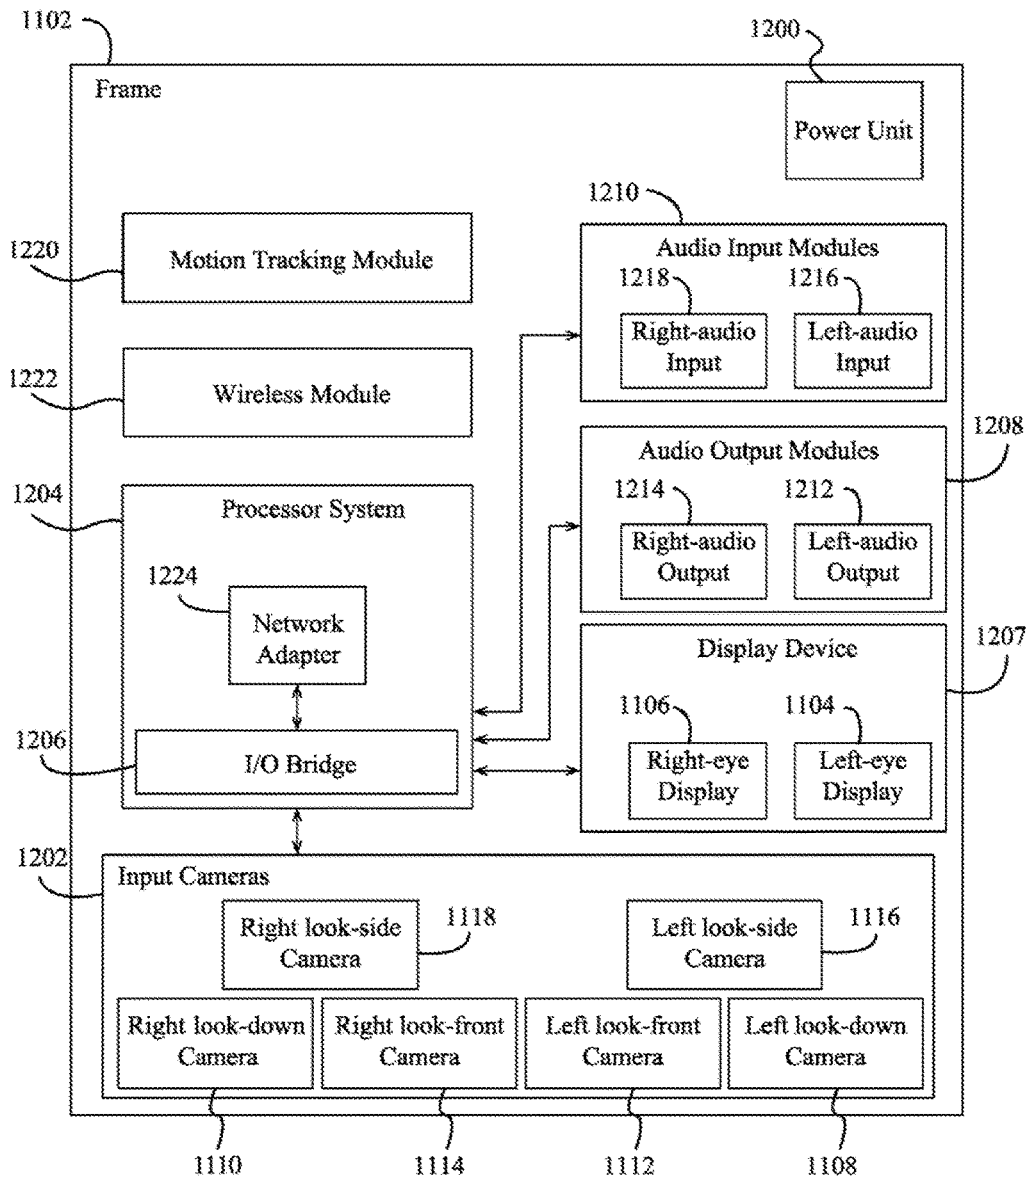 1102
1200
Frame
Power Unit
1210
1220
Motion Tracking Module
Audio Input Modules
1218
1216
Right-audio
Input
Left-audio
Input
1222
Wireless Module
1208
Audio Output Modules
1214
1212
Right-audio
Output
Left-audio
Output
1204
Processor System
1224
Network
Adapter
1207
Display Device
1106
1104
Right-eye
Display
Left-eye
Display
1206
I/O Bridge
1202
Input Cameras
Right look-side
Camera
1118
Left look-side
Camera
1116
Right look-down
Camera
Right look-front
Camera
Left look-front
Camera
Left look-down
Camera
1110
1114
1112
1108